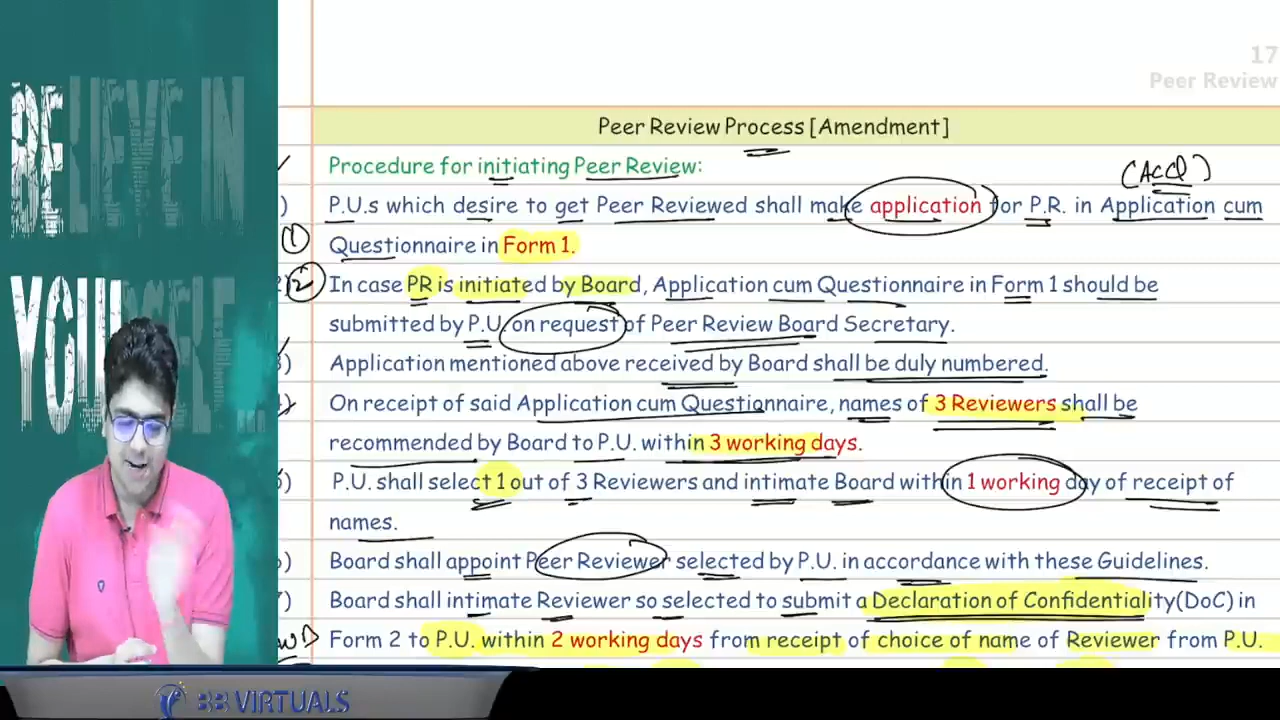 BELIEVE IN
YOURSELF...
17
Peer Review
Peer Review Process [Amendment]
Procedure for initiating Peer Review:
(ACQ)
P.U.s which desire to get Peer Reviewed shall make application for P.R. in Application cum
① Questionnaire in Form 1.
2) ② In case PR is initiated by Board, Application cum Questionnaire in Form 1 should be
submitted by P.U. on request of Peer Review Board Secretary.
3) Application mentioned above received by Board shall be duly numbered.
On receipt of said Application cum Questionnaire, names of 3 Reviewers shall be
recommended by Board to P.U. within 3 working days.
P.U. shall select 1 out of 3 Reviewers and intimate Board within 1 working day of receipt of
names.
Board shall appoint Peer Reviewer selected by P.U. in accordance with these Guidelines.
Board shall intimate Reviewer so selected to submit a Declaration of Confidentiality(DoC) in
Form 2 to P.U. within 2 working days from receipt of choice of name of Reviewer from P.U.
BB VIRTUALS